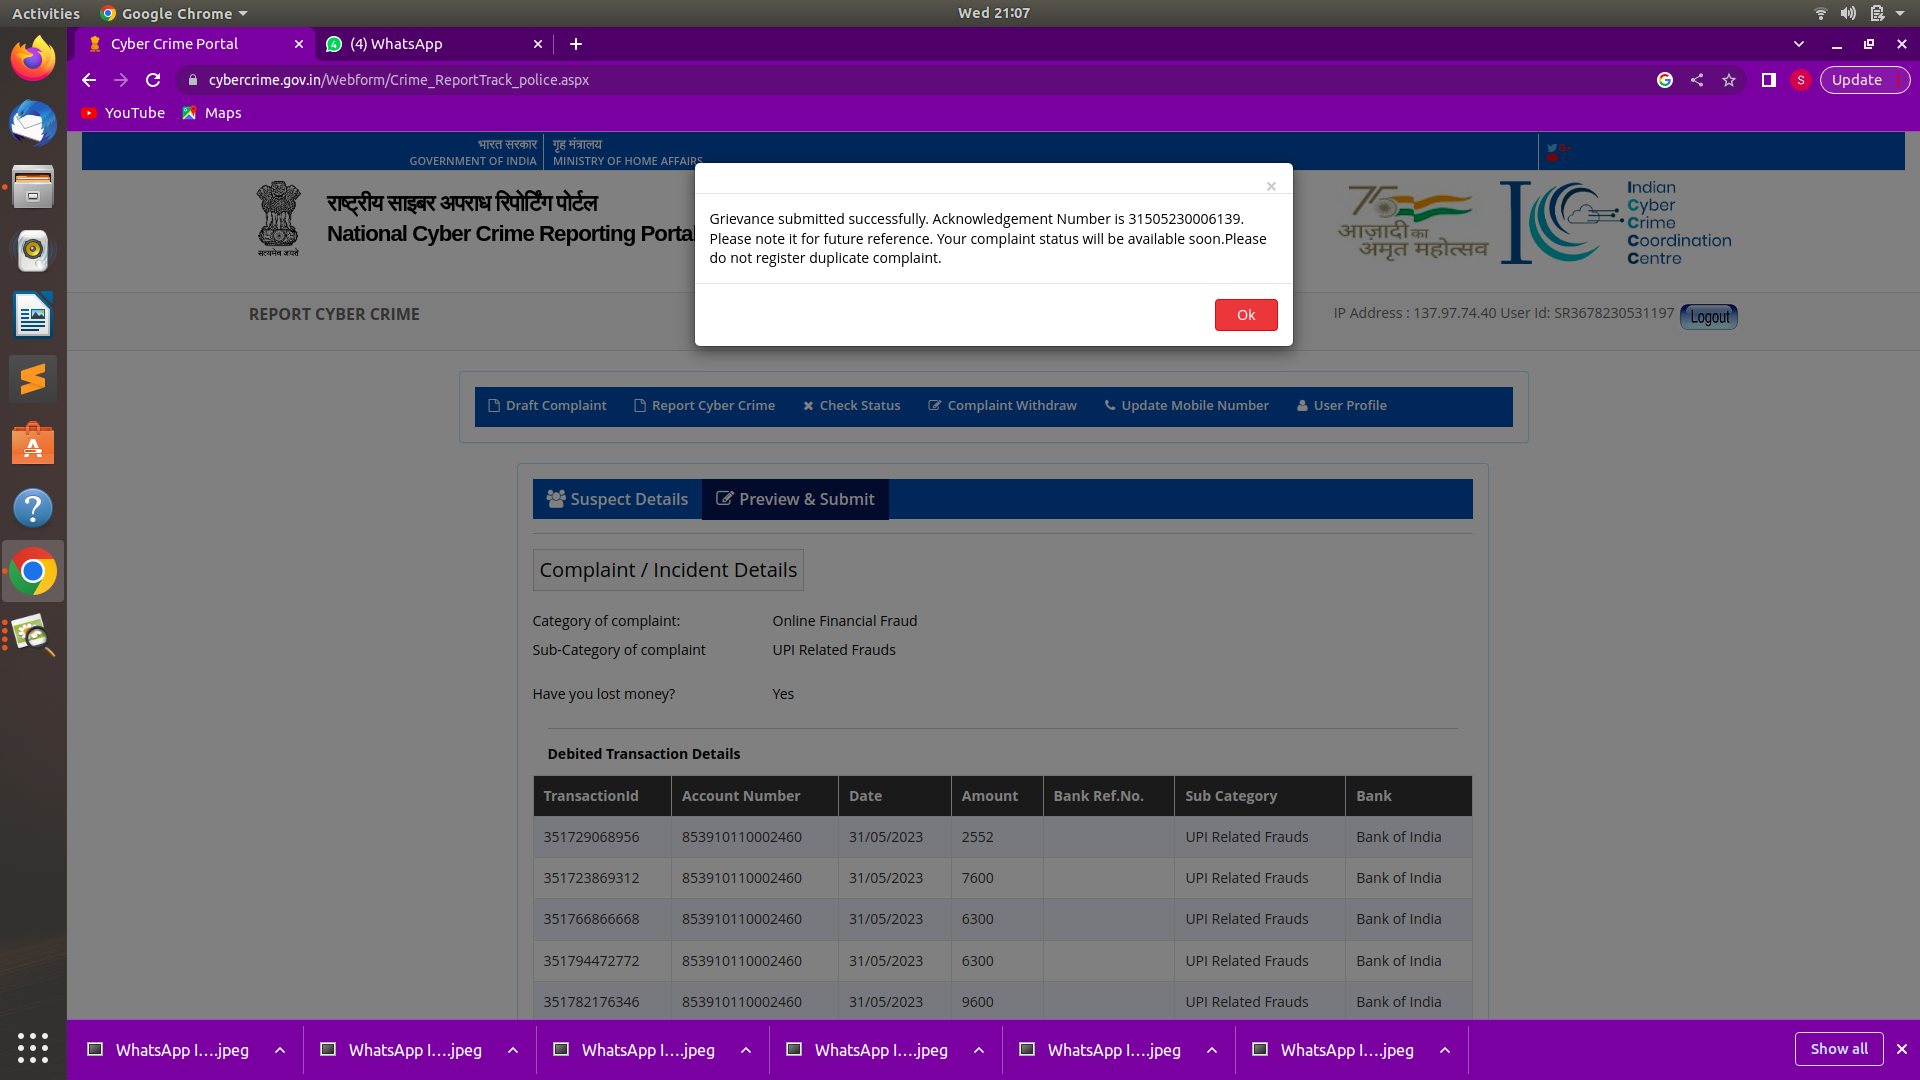 Activities
Google Chrome
Wed 21:07
Cyber Crime Portal
(4) WhatsApp
cybercrime.gov.in/Webform/Crime_ReportTrack_police.aspx
S
Update
YouTube
Maps
भारत सरकार
गृह मंत्रालय
GOVERNMENT OF INDIA
MINISTRY OF HOME AFFAIRS
राष्ट्रीय साइबर अपराध रिपोर्टिंग पोर्टल
National Cyber Crime Reporting Portal
सत्यमेव जयते
75
आज़ादी का
अमृत महोत्सव
Indian
Cyber
Crime
Coordination
Centre
×
Grievance submitted successfully. Acknowledgement Number is 31505230006139.
Please note it for future reference. Your complaint status will be available soon.Please
do not register duplicate complaint.
Ok
REPORT CYBER CRIME
IP Address : 137.97.74.40 User Id: SR3678230531197
Logout
Draft Complaint
Report Cyber Crime
Check Status
Complaint Withdraw
Update Mobile Number
User Profile
Suspect Details
Preview & Submit
Complaint / Incident Details
Category of complaint: Online Financial Fraud
Sub-Category of complaint UPI Related Frauds
Have you lost money? Yes
Debited Transaction Details
TransactionId Account Number Date Amount Bank Ref.No. Sub Category Bank
351729068956 853910110002460 31/05/2023 2552 UPI Related Frauds Bank of India
351723869312 853910110002460 31/05/2023 7600 UPI Related Frauds Bank of India
351766866668 853910110002460 31/05/2023 6300 UPI Related Frauds Bank of India
351794472772 853910110002460 31/05/2023 6300 UPI Related Frauds Bank of India
351782176346 853910110002460 31/05/2023 9600 UPI Related Frauds Bank of India
WhatsApp I....jpeg
WhatsApp I....jpeg
WhatsApp I....jpeg
WhatsApp I....jpeg
WhatsApp I....jpeg
WhatsApp I....jpeg
Show all